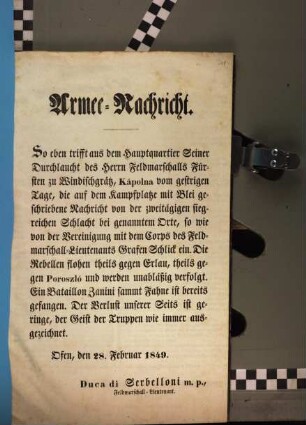 Armee-Nachricht.
So eben trifft aus dem Hauptquartier Seiner
Durchlaucht des Herrn Feldmarschalls Für-
sten zu Windischgrätz, Kápolna vom gestrigen
Tage, die auf dem Kampfplatze mit Blei ge-
schriebene Nachricht von der zweitägigen sieg-
reichen Schlacht bei genannten Orte, so wie
von der Vereinigung mit dem Corps des Feld-
marschall-Lieutenants Grafen Schlick ein. Die
Rebellen flohen theils gegen Erlau, theils ge-
gen Poroszló und werden unabläßig verfolgt.
Ein Bataillon Zanini sammt Fahne ist bereits
gefangen. Der Verlust unserer Seits ist ge-
ringe, der Geist der Truppen wie immer aus-
gezeichnet.
Ofen, den 28. Februar 1849.
Duca di Serbelloni m. p.,
Feldmarschall-Lieutenant.